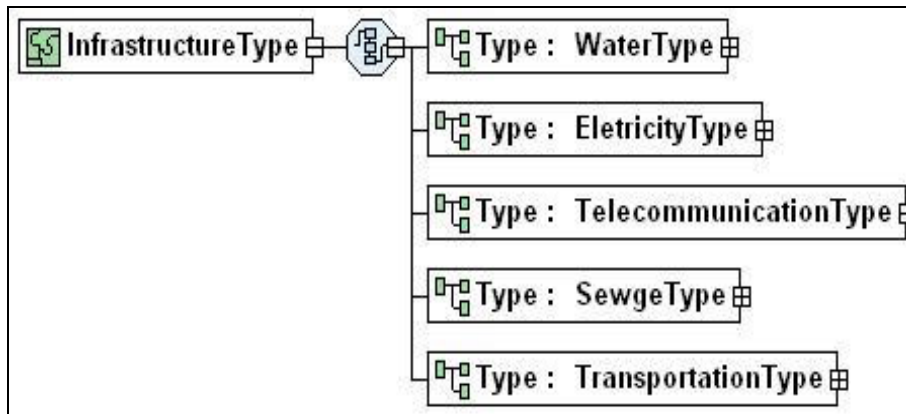 InfrastructureType
Type : WaterType
Type : EletricityType
Type : TelecommunicationType
Type : SewgeType
Type : TransportationType